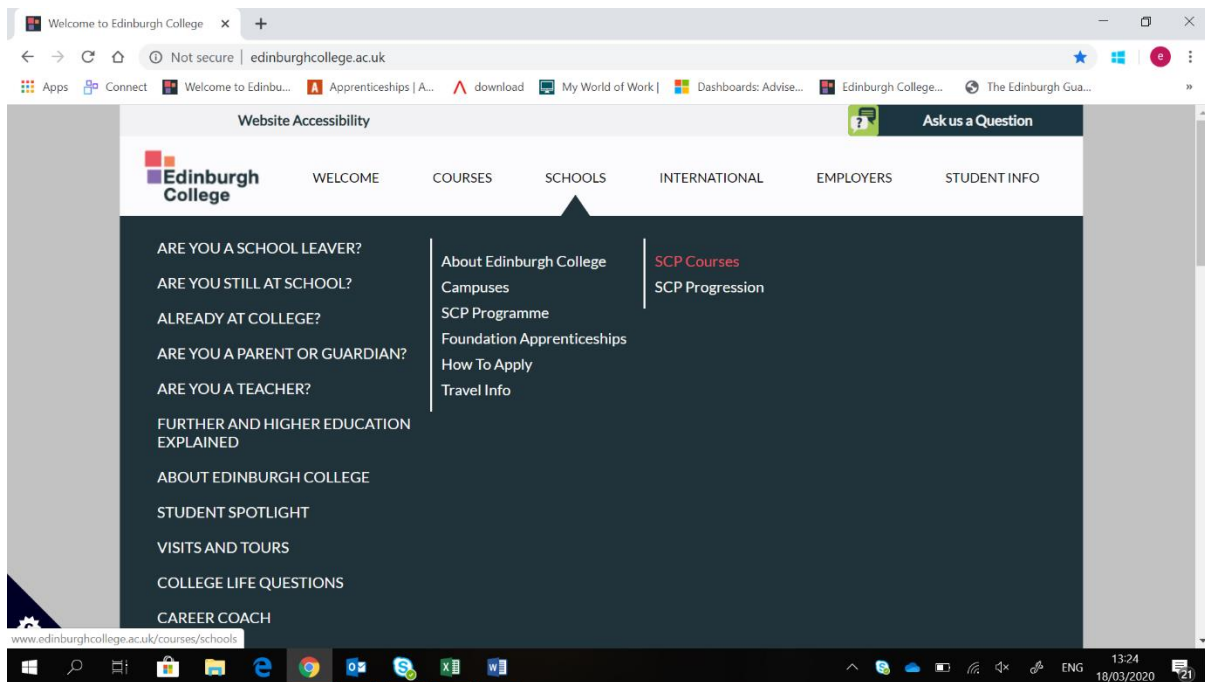 Welcome to Edinburgh College
Not secure | edinburghcollege.ac.uk
e
Apps Connect Welcome to Edinbu... Apprenticeships | A... download My World of Work | Dashboards: Advise... Edinburgh College... The Edinburgh Gua... »
Website Accessibility
Ask us a Question
Edinburgh
College
WELCOME COURSES SCHOOLS INTERNATIONAL EMPLOYERS STUDENT INFO
ARE YOU A SCHOOL LEAVER?
ARE YOU STILL AT SCHOOL?
ALREADY AT COLLEGE?
ARE YOU A PARENT OR GUARDIAN?
ARE YOU A TEACHER?
FURTHER AND HIGHER EDUCATION
EXPLAINED
ABOUT EDINBURGH COLLEGE
STUDENT SPOTLIGHT
VISITS AND TOURS
COLLEGE LIFE QUESTIONS
CAREER COACH
About Edinburgh College
Campuses
SCP Programme
Foundation Apprenticeships
How To Apply
Travel Info
SCP Courses
SCP Progression
www.edinburghcollege.ac.uk/courses/schools
ENG
13:24
18/03/2020
21